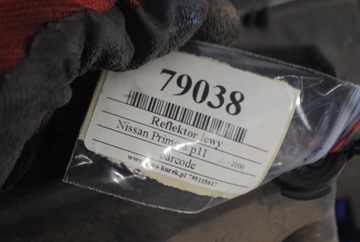 79038
Reflektor lewy
Nissan Primera p11
barcode